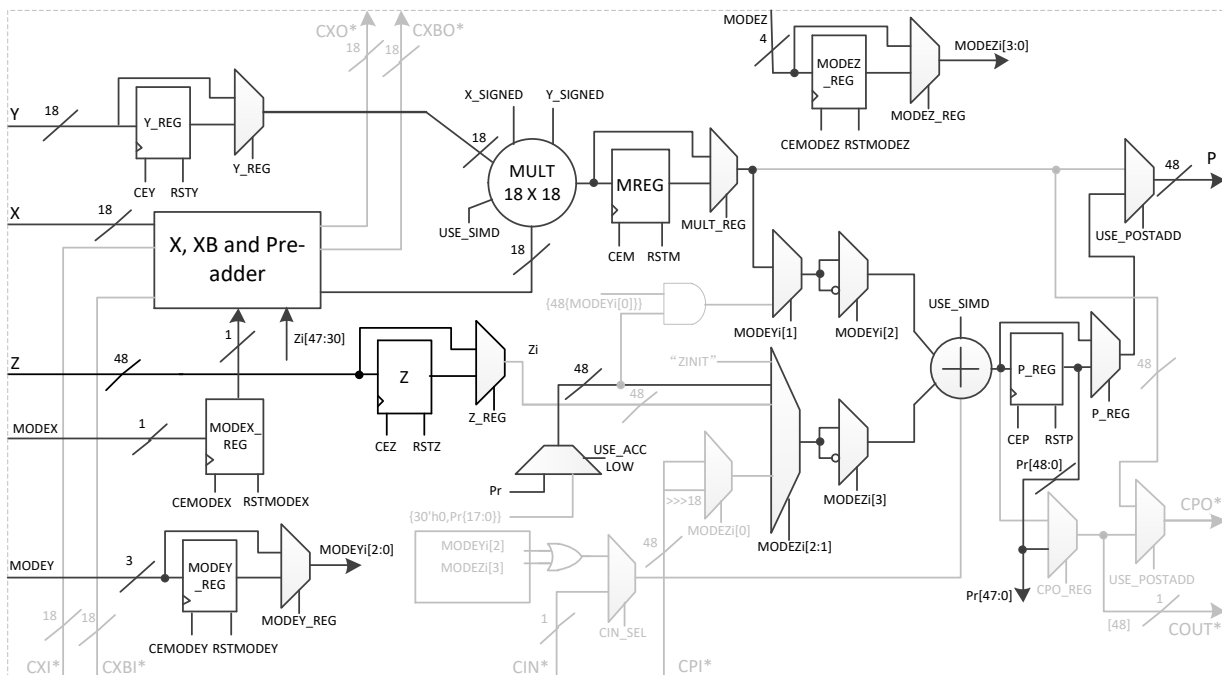 MODEZ
CXO*
CXBO*
4
MODEZ
_REG
MODEZi[3:0]
18
18
X_SIGNED
Y_SIGNED
MODEZ_REG
Y
18
Y_REG
CEMODEZ RSTMODEZ
18
MULT
18 X 18
MREG
48
P
CEY
RSTY
Y_REG
X
18
MULT_REG
USE_SIMD
USE_POSTADD
X, XB and Pre-
adder
18
CEM
RSTM
{48{MODEYi[0]}}
USE_SIMD
1
Zi[47:30]
MODEYi[1]
MODEYi[2]
Z
48
Zi
"ZINIT"
48
48
48
Z
P_REG
Z_REG
P_REG
MODEX
1
MODEX_
REG
CEZ
RSTZ
USE_ACC
LOW
CEP
RSTP
Pr
>>>18
MODEZi[3]
Pr[48:0]
CEMODEX
RSTMODEX
MODEZi[0]
CPO*
{30'h0,Pr{17:0}}
MODEZi[2:1]
MODEYi[2]
MODEZi[3]
48
MODEYi[2:0]
MODEY
3
MODEY
_REG
CPO_REG
USE_POSTADD
Pr[47:0]
1
[48]
COUT*
MODEY_REG
18
18
1
CIN_SEL
CEMODEY RSTMODEY
CXI*
CXBI*
CIN*
CPI*